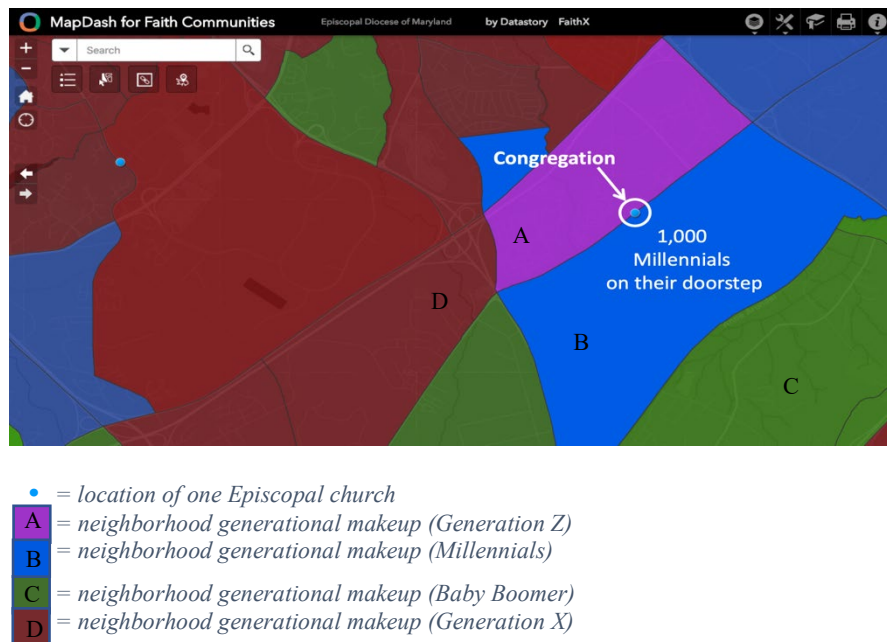 MapDash for Faith Communities Episcopal Diocese of Maryland by Datastory FaithX
Search
Congregation
A
1,000
Millennials
on their doorstep
D
B
C
= location of one Episcopal church
A = neighborhood generational makeup (Generation Z)
B = neighborhood generational makeup (Millennials)
C = neighborhood generational makeup (Baby Boomer)
D = neighborhood generational makeup (Generation X)